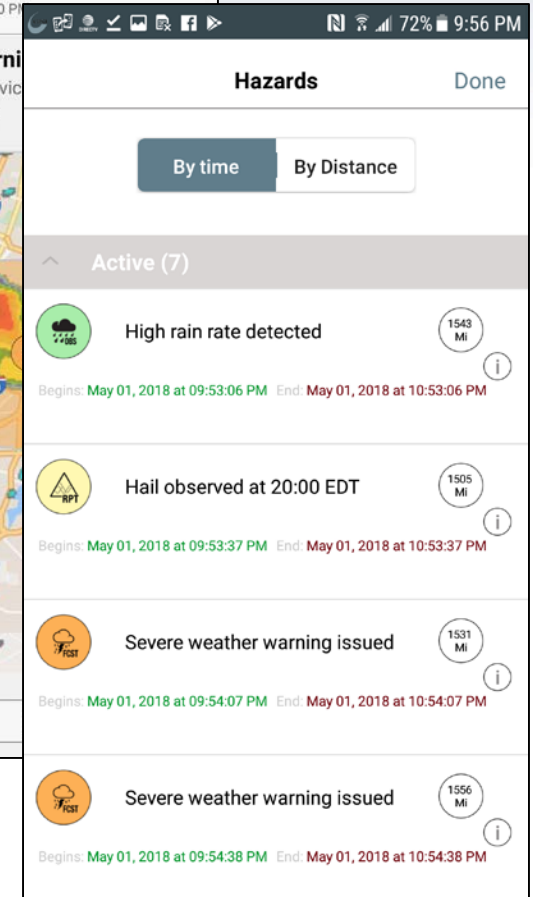 0 PM
72% 9:56 PM
Hazards Done
By time By Distance
Active (7)
OBS
High rain rate detected
1543 Mi
i
Begins: May 01, 2018 at 09:53:06 PM End: May 01, 2018 at 10:53:06 PM
RPT
Hail observed at 20:00 EDT
1505 Mi
i
Begins: May 01, 2018 at 09:53:37 PM End: May 01, 2018 at 10:53:37 PM
FCST
Severe weather warning issued
1531 Mi
i
Begins: May 01, 2018 at 09:54:07 PM End: May 01, 2018 at 10:54:07 PM
FCST
Severe weather warning issued
1556 Mi
i
Begins: May 01, 2018 at 09:54:38 PM End: May 01, 2018 at 10:54:38 PM